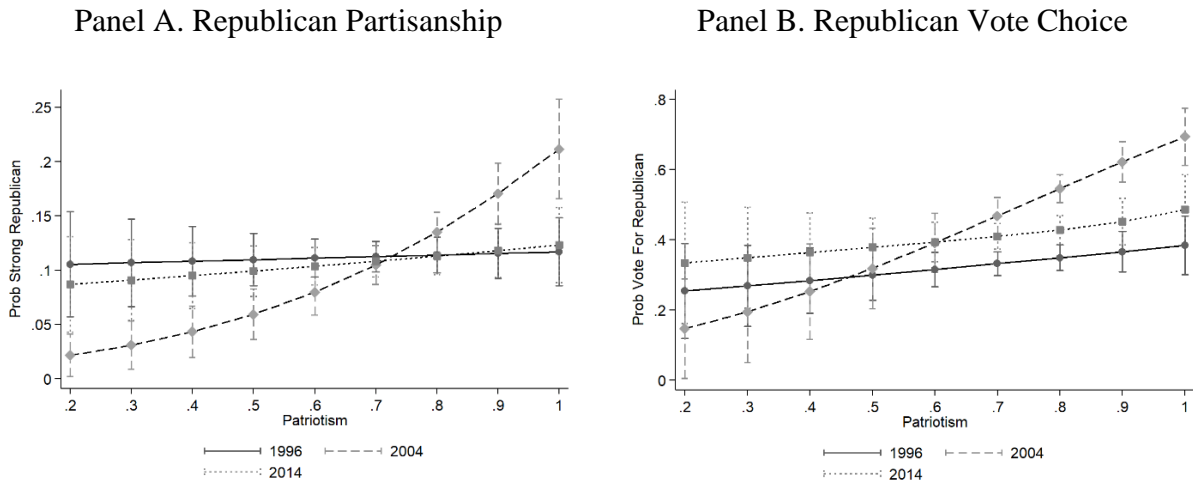 Panel A. Republican Partisanship
Panel B. Republican Vote Choice
Prob Strong Republican
.25
.2
.15
.1
.05
0
.2 .3 .4 .5 .6 .7 .8 .9 1
Patriotism
1996 2004
2014
Prob Vote For Republican
.8
.6
.4
.2
0
.2 .3 .4 .5 .6 .7 .8 .9 1
Patriotism
1996 2004
2014